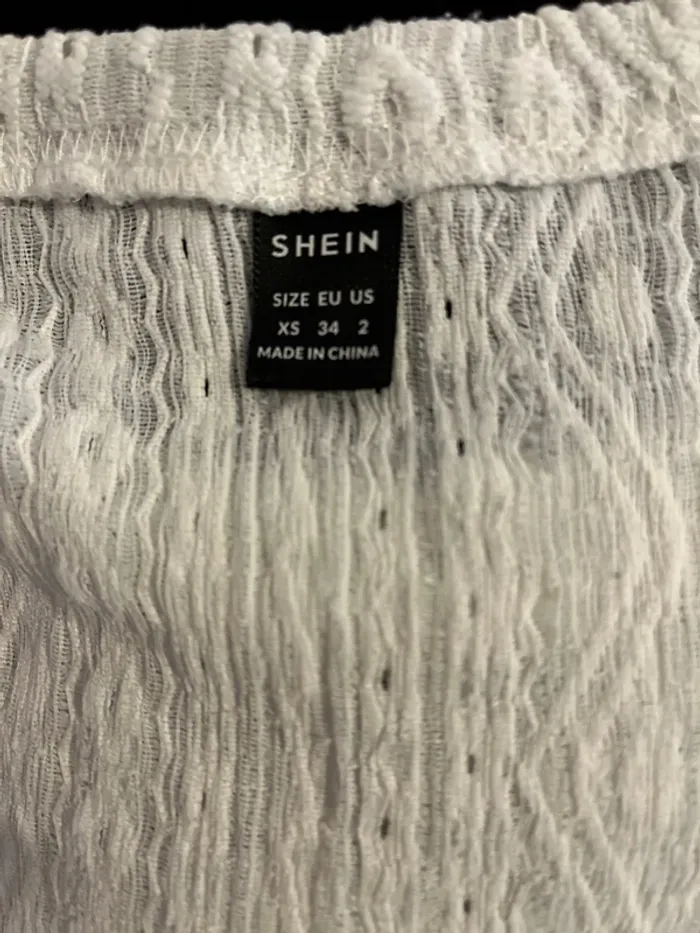 SHEIN
SIZE EU US
XS 34 2
MADE IN CHINA